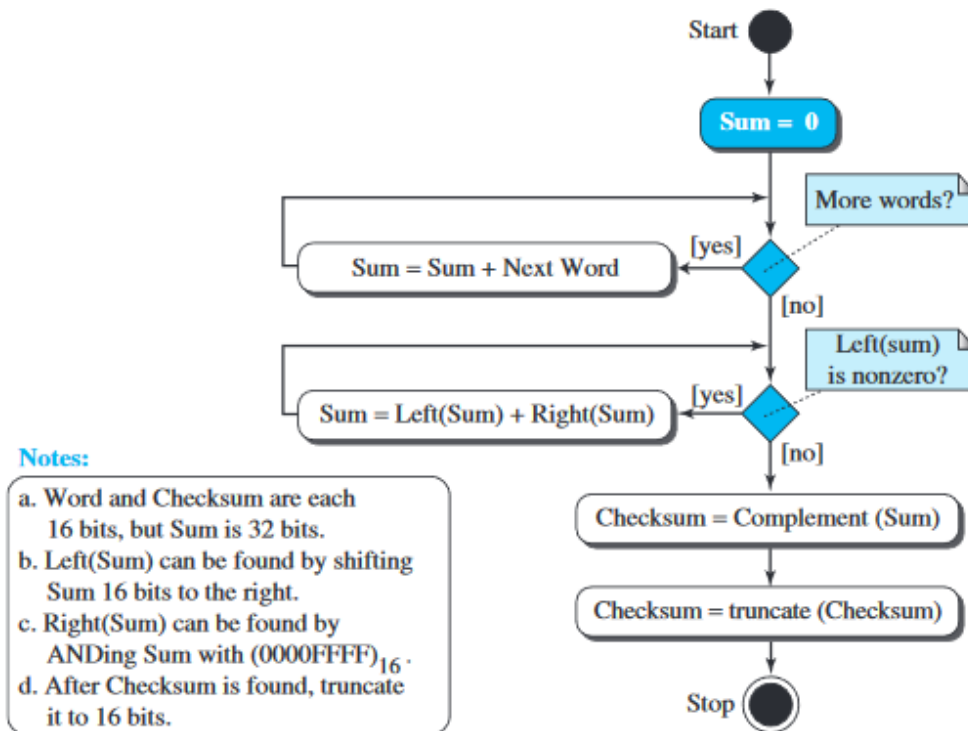 Start
Sum = 0
More words?
[yes]
Sum = Sum + Next Word
[no]
Left(sum)
is nonzero?
[yes]
Sum = Left(Sum) + Right(Sum)
[no]
Notes:
a. Word and Checksum are each
16 bits, but Sum is 32 bits.
b. Left(Sum) can be found by shifting
Sum 16 bits to the right.
c. Right(Sum) can be found by
ANDing Sum with (0000FFFF)16 .
d. After Checksum is found, truncate
it to 16 bits.
Checksum = Complement (Sum)
Checksum = truncate (Checksum)
Stop